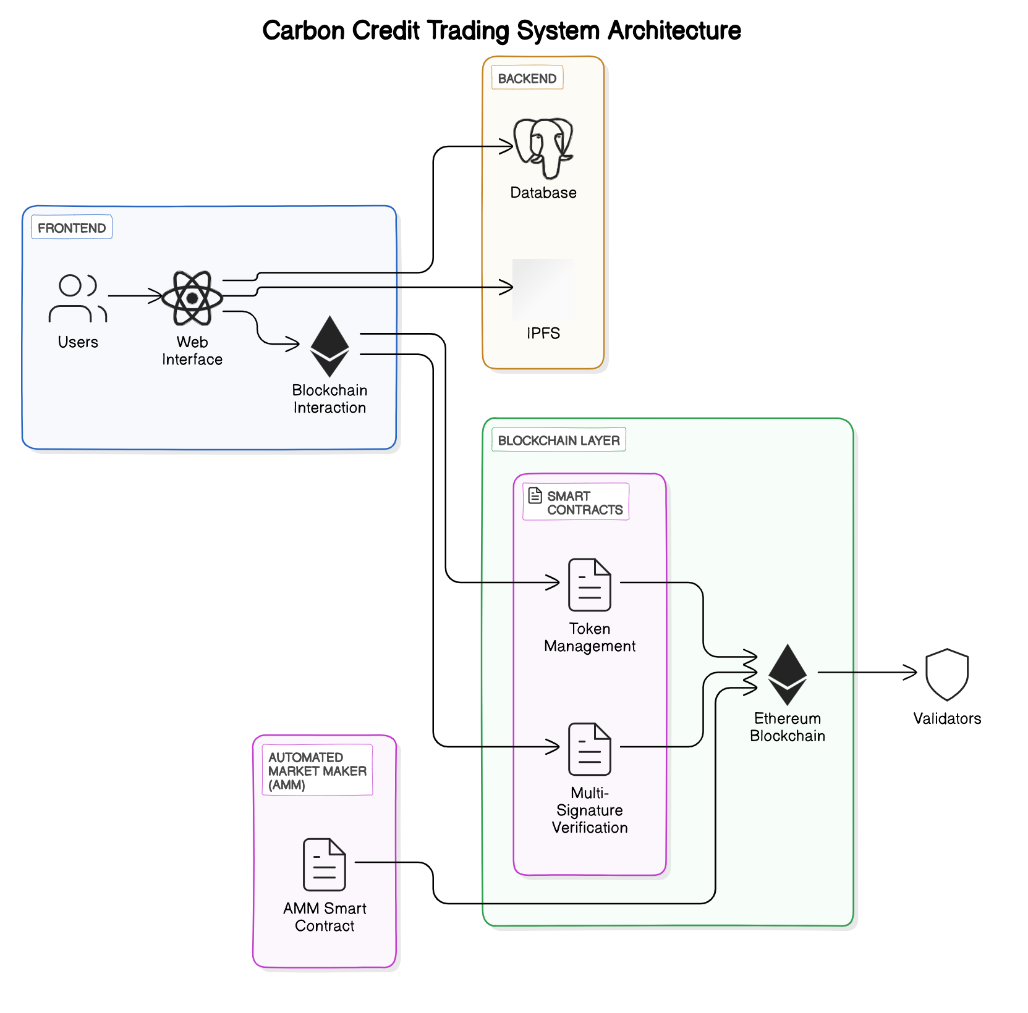 Carbon Credit Trading System Architecture
BACKEND
Database
IPFS
FRONTEND
Users
Web
Interface
Blockchain
Interaction
BLOCKCHAIN LAYER
SMART
CONTRACTS
Token
Management
Multi-
Signature
Verification
Ethereum
Blockchain
Validators
AUTOMATED
MARKET MAKER
(AMM)
AMM Smart
Contract